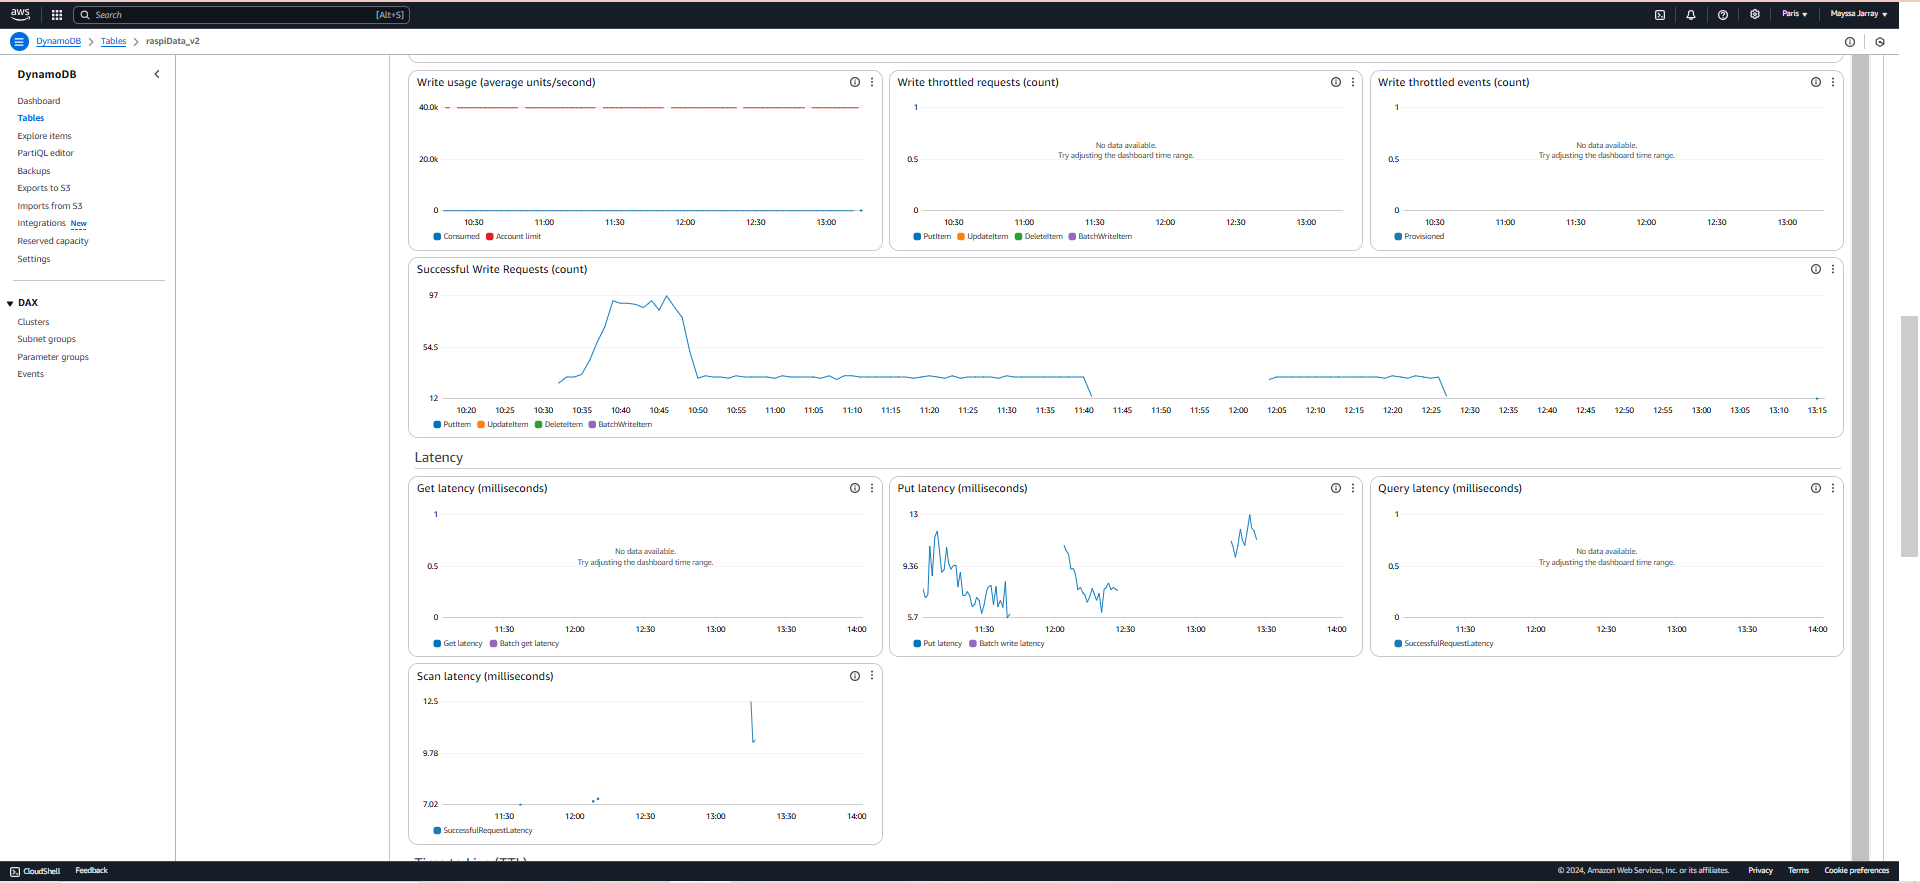 aws
Search
[Alt+S]
Paris
Mayssa Jarray
DynamoDB
Tables
raspiData_v2
DynamoDB
Dashboard
Tables
Explore items
PartiQL editor
Backups
Exports to S3
Imports from S3
Integrations New
Reserved capacity
Settings
DAX
Clusters
Subnet groups
Parameter groups
Events
Write usage (average units/second)
40.0k
20.0k
0
10:30 11:00 11:30 12:00 12:30 13:00
Consumed Account limit
Write throttled requests (count)
1
No data available.
Try adjusting the dashboard time range.
0.5
0
10:30 11:00 11:30 12:00 12:30 13:00
PutItem UpdateItem DeleteItem BatchWriteItem
Write throttled events (count)
1
No data available.
Try adjusting the dashboard time range.
0.5
0
10:30 11:00 11:30 12:00 12:30 13:00
Provisioned
Successful Write Requests (count)
97
54.5
12
10:20 10:25 10:30 10:35 10:40 10:45 10:50 10:55 11:00 11:05 11:10 11:15 11:20 11:25 11:30 11:35 11:40 11:45 11:50 11:55 12:00 12:05 12:10 12:15 12:20 12:25 12:30 12:35 12:40 12:45 12:50 12:55 13:00 13:05 13:10 13:15
PutItem UpdateItem DeleteItem BatchWriteItem
Latency
Get latency (milliseconds)
1
No data available.
Try adjusting the dashboard time range.
0.5
0
11:30 12:00 12:30 13:00 13:30 14:00
Get latency Batch get latency
Put latency (milliseconds)
13
9.36
5.7
11:30 12:00 12:30 13:00 13:30 14:00
Put latency Batch write latency
Query latency (milliseconds)
1
No data available.
Try adjusting the dashboard time range.
0.5
0
11:30 12:00 12:30 13:00 13:30 14:00
SuccessfulRequestLatency
Scan latency (milliseconds)
12.5
9.78
7.02
11:30 12:00 12:30 13:00 13:30 14:00
SuccessfulRequestLatency
Time to Live (TTL)
CloudShell
Feedback
© 2024, Amazon Web Services, Inc. or its affiliates.
Privacy
Terms
Cookie preferences